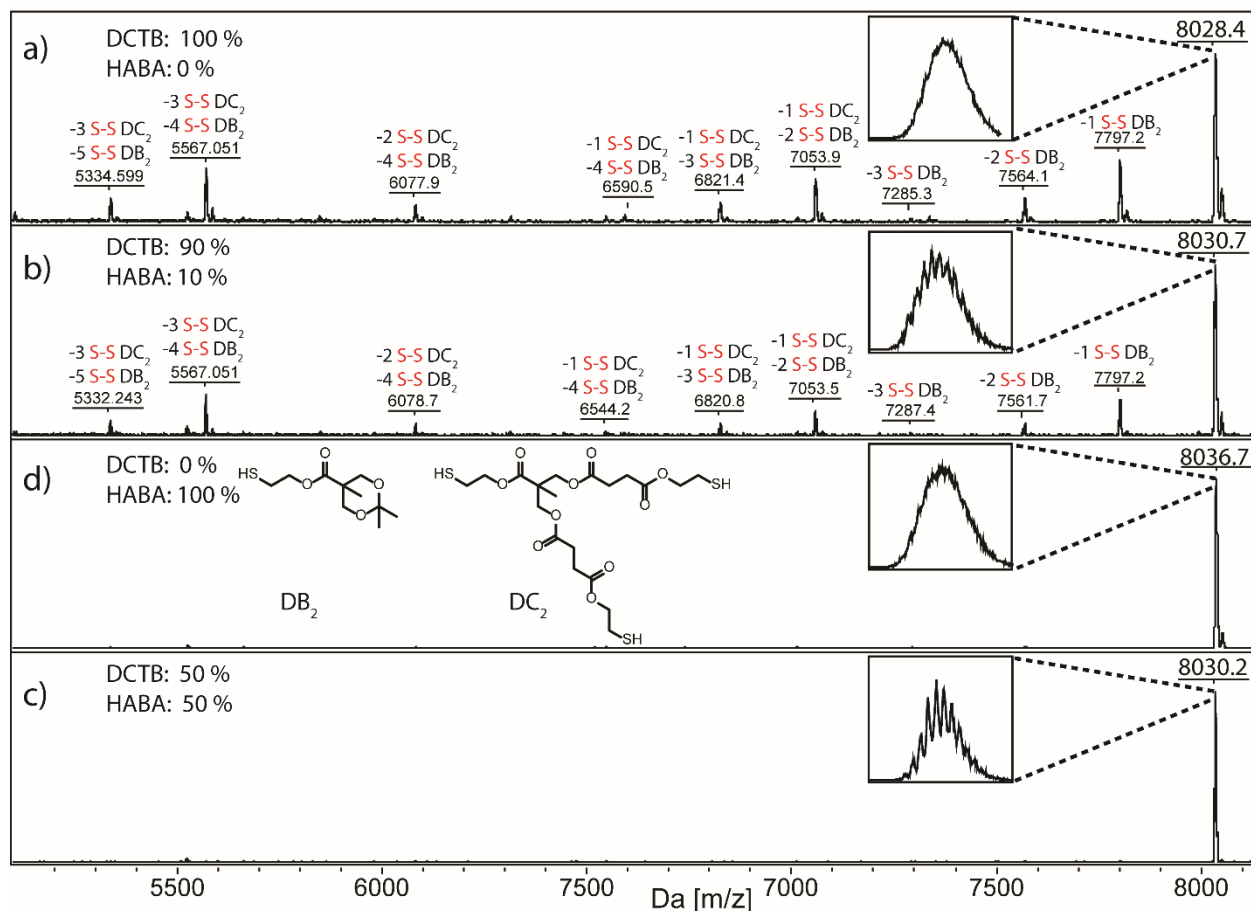 a)
DCTB: 100 %
HABA: 0 %
8028.4
-3 S-S DC2
-5 S-S DB2
5334.599
-3 S-S DC2
-4 S-S DB2
5567.051
-2 S-S DC2
-4 S-S DB2
6077.9
-1 S-S DC2
-4 S-S DB2
6590.5
-1 S-S DC2
-3 S-S DB2
6821.4
-1 S-S DC2
-2 S-S DB2
7053.9
-3 S-S DB2
7285.3
-2 S-S DB2
7564.1
-1 S-S DB2
7797.2
b)
DCTB: 90 %
HABA: 10 %
8030.7
-3 S-S DC2
-5 S-S DB2
5332.243
-3 S-S DC2
-4 S-S DB2
5567.051
-2 S-S DC2
-4 S-S DB2
6078.7
-1 S-S DC2
-4 S-S DB2
6544.2
-1 S-S DC2
-3 S-S DB2
6820.8
-1 S-S DC2
-2 S-S DB2
7053.5
-3 S-S DB2
7287.4
-2 S-S DB2
7561.7
-1 S-S DB2
7797.2
d)
DCTB: 0 %
HABA: 100 %
8036.7
HS O O O O
DB2
HS O O O O O O O SH
O O O SH
DC2
c)
DCTB: 50 %
HABA: 50 %
8030.2
5500 6000 7500 7000 7500 8000
Da [m/z]